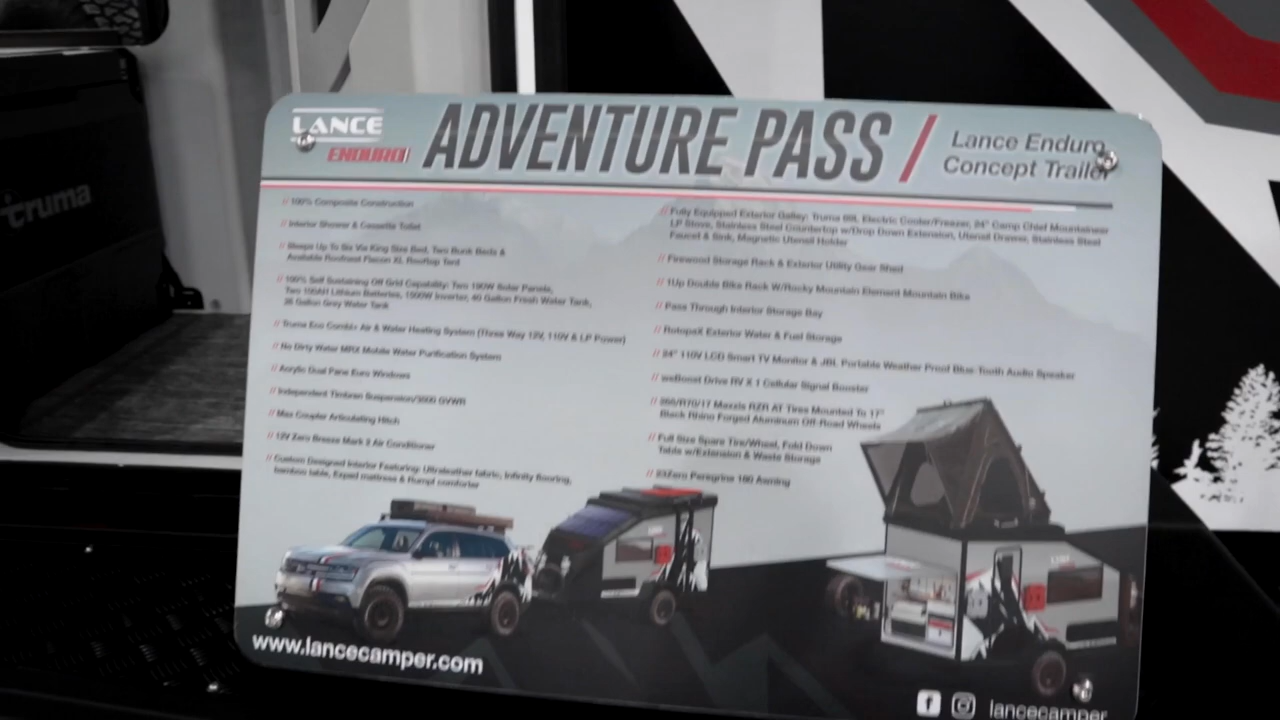 truma
LANCE
ENDURO
ADVENTURE PASS /
Lance Enduro
Concept Trailer
// 100% Composite Construction
// Interior Shower & Cassette Toilet
// Sleeps Up To Six Via King Size Bed, Two Bunk Beds &
Available Roofnest Falcon XL Rooftop Tent
// 100% Self Sustaining Off Grid Capability: Two 190W Solar Panels,
Two Lithium Batteries, Inverter, 40 Gallon Fresh Water Tank,
Gallon Grey Water Tank
// Truma Eco Combi+ Air & Water Heating System (Three Way 12V, 110V & LP Power)
// No Dirty Water Mobile Water Purification System
// Acrylic Dual Pane Euro Windows
// Independent Timbren Suspension/3500 GVWR
// Max Coupler Articulating Hitch
// 12V Zero Breeze Mark 2 Air Conditioner
// Custom Designed Interior Featuring: Ultraleather fabric, Infinity flooring,
bamboo table, Exped mattress & Rumpl comforter
// Fully Equipped Exterior Galley: Truma Electric Cooler/Freezer, 24" Camp Chef Mountaineer
LP Stove, Stainless Steel Countertop w/Drop Down Extension, Utensil Drawer, Stainless Steel
Faucet & Sink, Magnetic Utensil Holder
// Firewood Storage Rack & Exterior Utility Gear Shed
// 1Up Double Bike Rack W/Rocky Mountain Element Mountain Bike
// Pass Through Interior Storage Bay
// RotopaX Exterior Water & Fuel Storage
// 24" 110V LCD Smart TV Monitor & JBL Portable Weather Proof Blue Tooth Audio Speaker
// weBoost Drive RV X 1 Cellular Signal Booster
// Maxxis RZR AT Tires Mounted To 17"
Black Rhino Forged Aluminum Off-Road Wheels
// Full Size Spare Tire/Wheel, Fold Down
Table w/Extension & Waste Storage
// 23Zero Peregrine 180 Awning
www.lancecamper.com
lancecamper